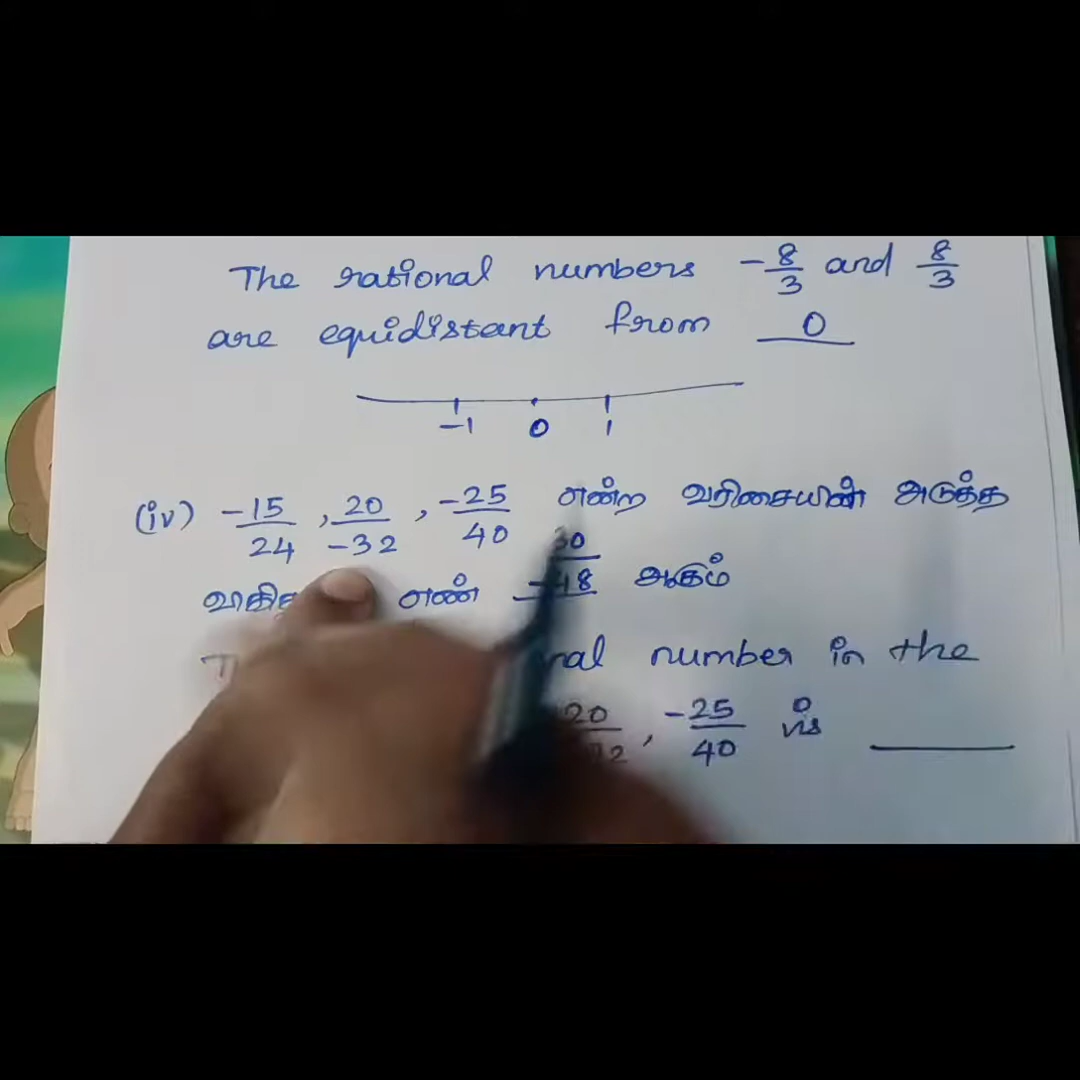 The rational numbers -8/3 and 8/3
are equidistant from 0
-1 0 1
(iv) -15/24 , 20/-32 , -25/40 என்ற வரிசையின் அடுத்த
எண் 30/-48 ஆகும்
number in the
20 , -25/40 is